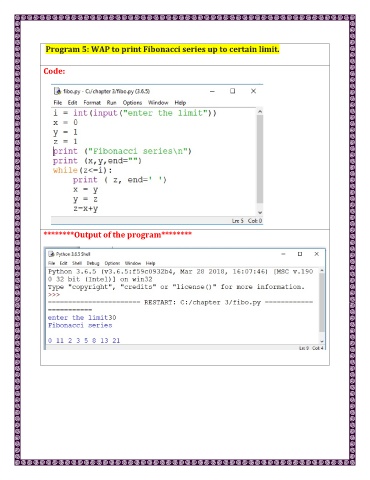 Program 5: WAP to print Fibonacci series up to certain limit.
Code:
fibo.py - C:/chapter 3/fibo.py (3.6.5)
File Edit Format Run Options Window Help
i = int(input("enter the limit"))
x = 0
y = 1
z = 1
print ("Fibonacci series\n")
print (x,y,end="")
while(z<=i):
    print ( z, end=' ')
    x = y
    y = z
    z=x+y
Ln: 5 Col: 0
********Output of the program********
Python 3.6.5 Shell
File Edit Shell Debug Options Window Help
Python 3.6.5 (v3.6.5:f59c0932b4, Mar 28 2018, 16:07:46) [MSC v.190
0 32 bit (Intel)] on win32
Type "copyright", "credits" or "license()" for more information.
>>>
===================== RESTART: C:/chapter 3/fibo.py ===========
==========
enter the limit30
Fibonacci series
0 11 2 3 5 8 13 21
Ln: 9 Col: 4